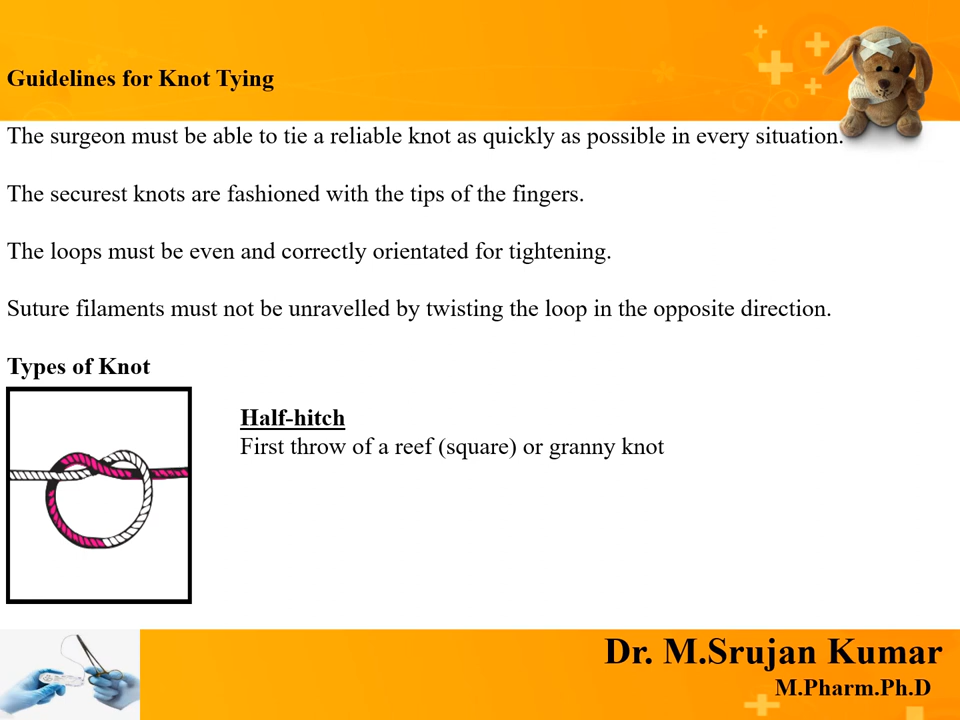 Guidelines for Knot Tying
The surgeon must be able to tie a reliable knot as quickly as possible in every situation.
The securest knots are fashioned with the tips of the fingers.
The loops must be even and correctly orientated for tightening.
Suture filaments must not be unravelled by twisting the loop in the opposite direction.
Types of Knot
Half-hitch
First throw of a reef (square) or granny knot
Dr. M.Srujan Kumar
M.Pharm.Ph.D